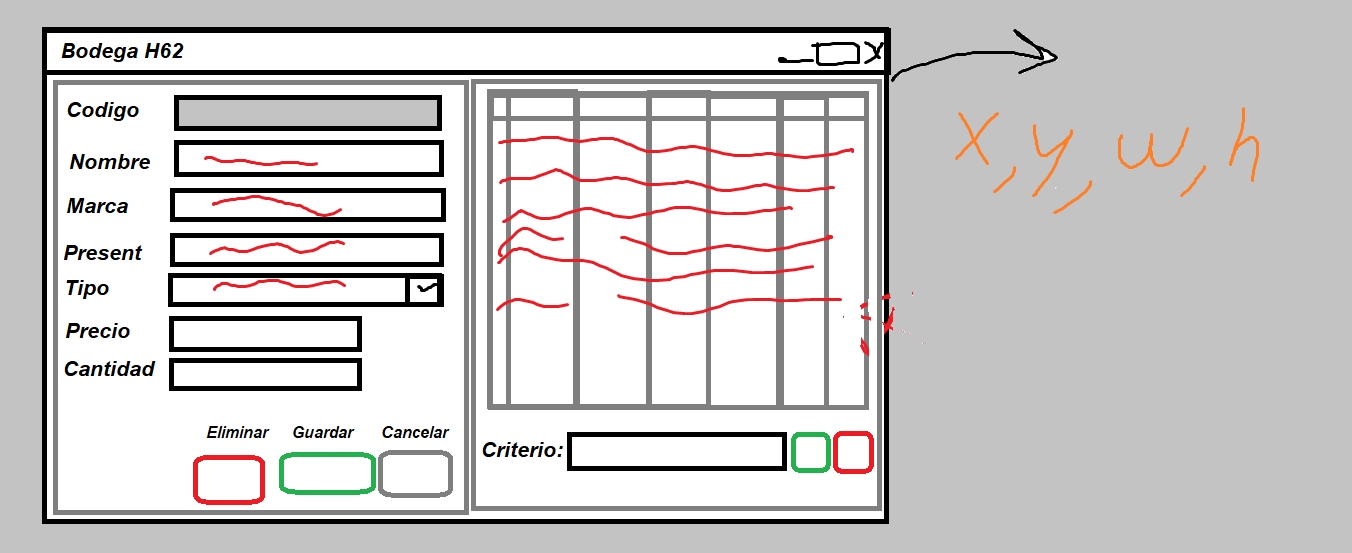 Bodega H62
Codigo
Nombre
Marca
Present
Tipo
Precio
Cantidad
Eliminar Guardar Cancelar
Criterio:
x, y, w, h